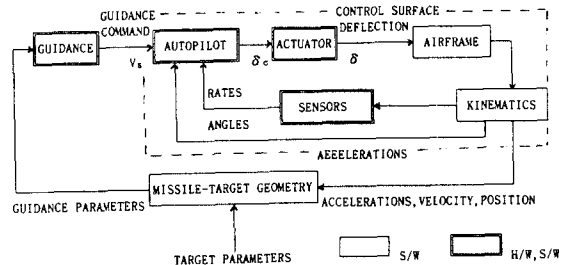 GUIDANCE
COMMAND
CONTROL SURFACE
DEFLECTION
GUIDANCE
AUTOPILOT
ACTUATOR
AIRFRAME
Vs
δc
δ
RATES
SENSORS
KINEMATICS
ANGLES
AEEELERATIONS
MISSILE-TARGET GEOMETRY
GUIDANCE PARAMETERS
ACCELERATIONS, VELOCITY, POSITION
TARGET PARAMETERS
S/W
H/W, S/W